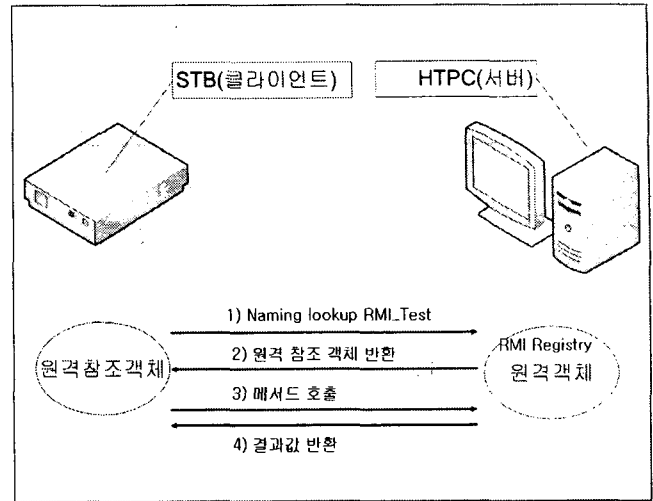 STB(클라이언트)
HTPC(서버)
1) Naming lookup RMI_Test
2) 원격 참조 객체 반환
원격참조객체
RMI Registry
원격객체
3) 메서드 호출
4) 결과값 반환